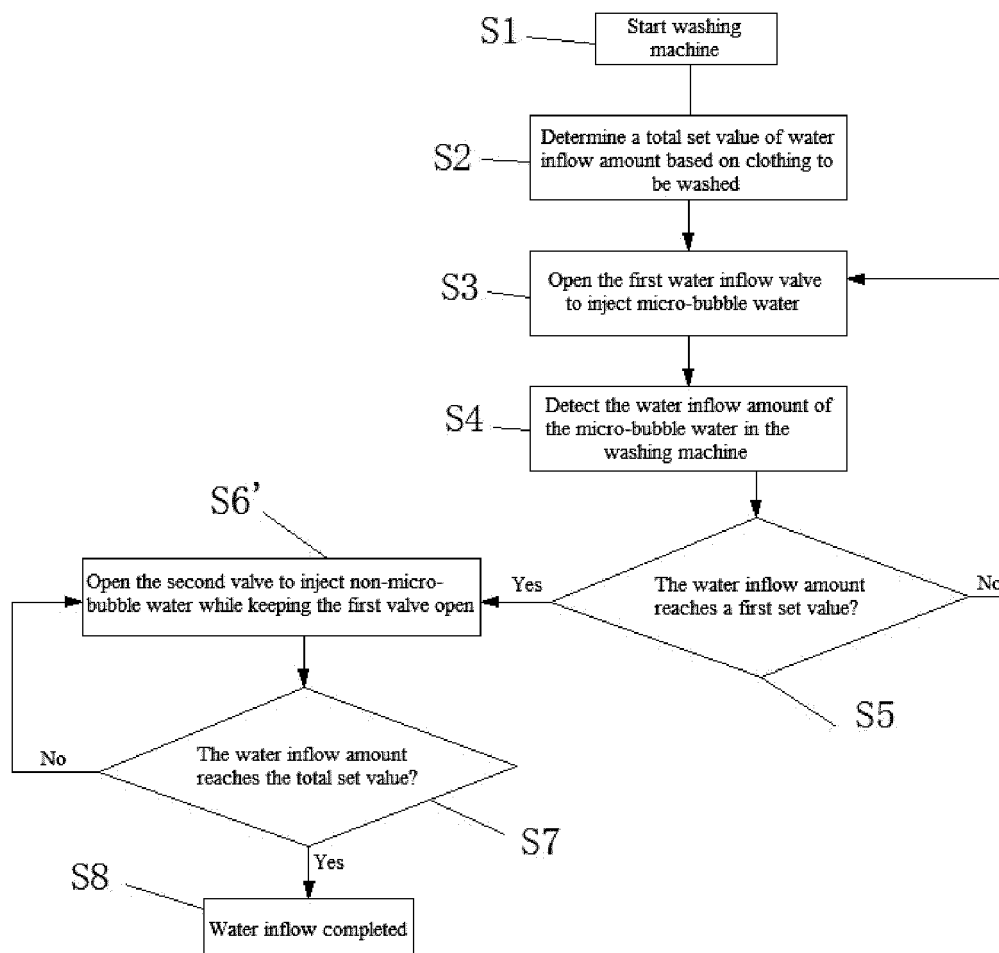 S1
Start washing
machine
S2
Determine a total set value of water
inflow amount based on clothing to
be washed
S3
Open the first water inflow valve
to inject micro-bubble water
S4
Detect the water inflow amount of
the micro-bubble water in the
washing machine
S6’
Open the second valve to inject non-micro-
bubble water while keeping the first valve open
Yes
The water inflow amount
reaches a first set value?
No
S5
No
The water inflow amount
reaches the total set value?
S7
Yes
S8
Water inflow completed